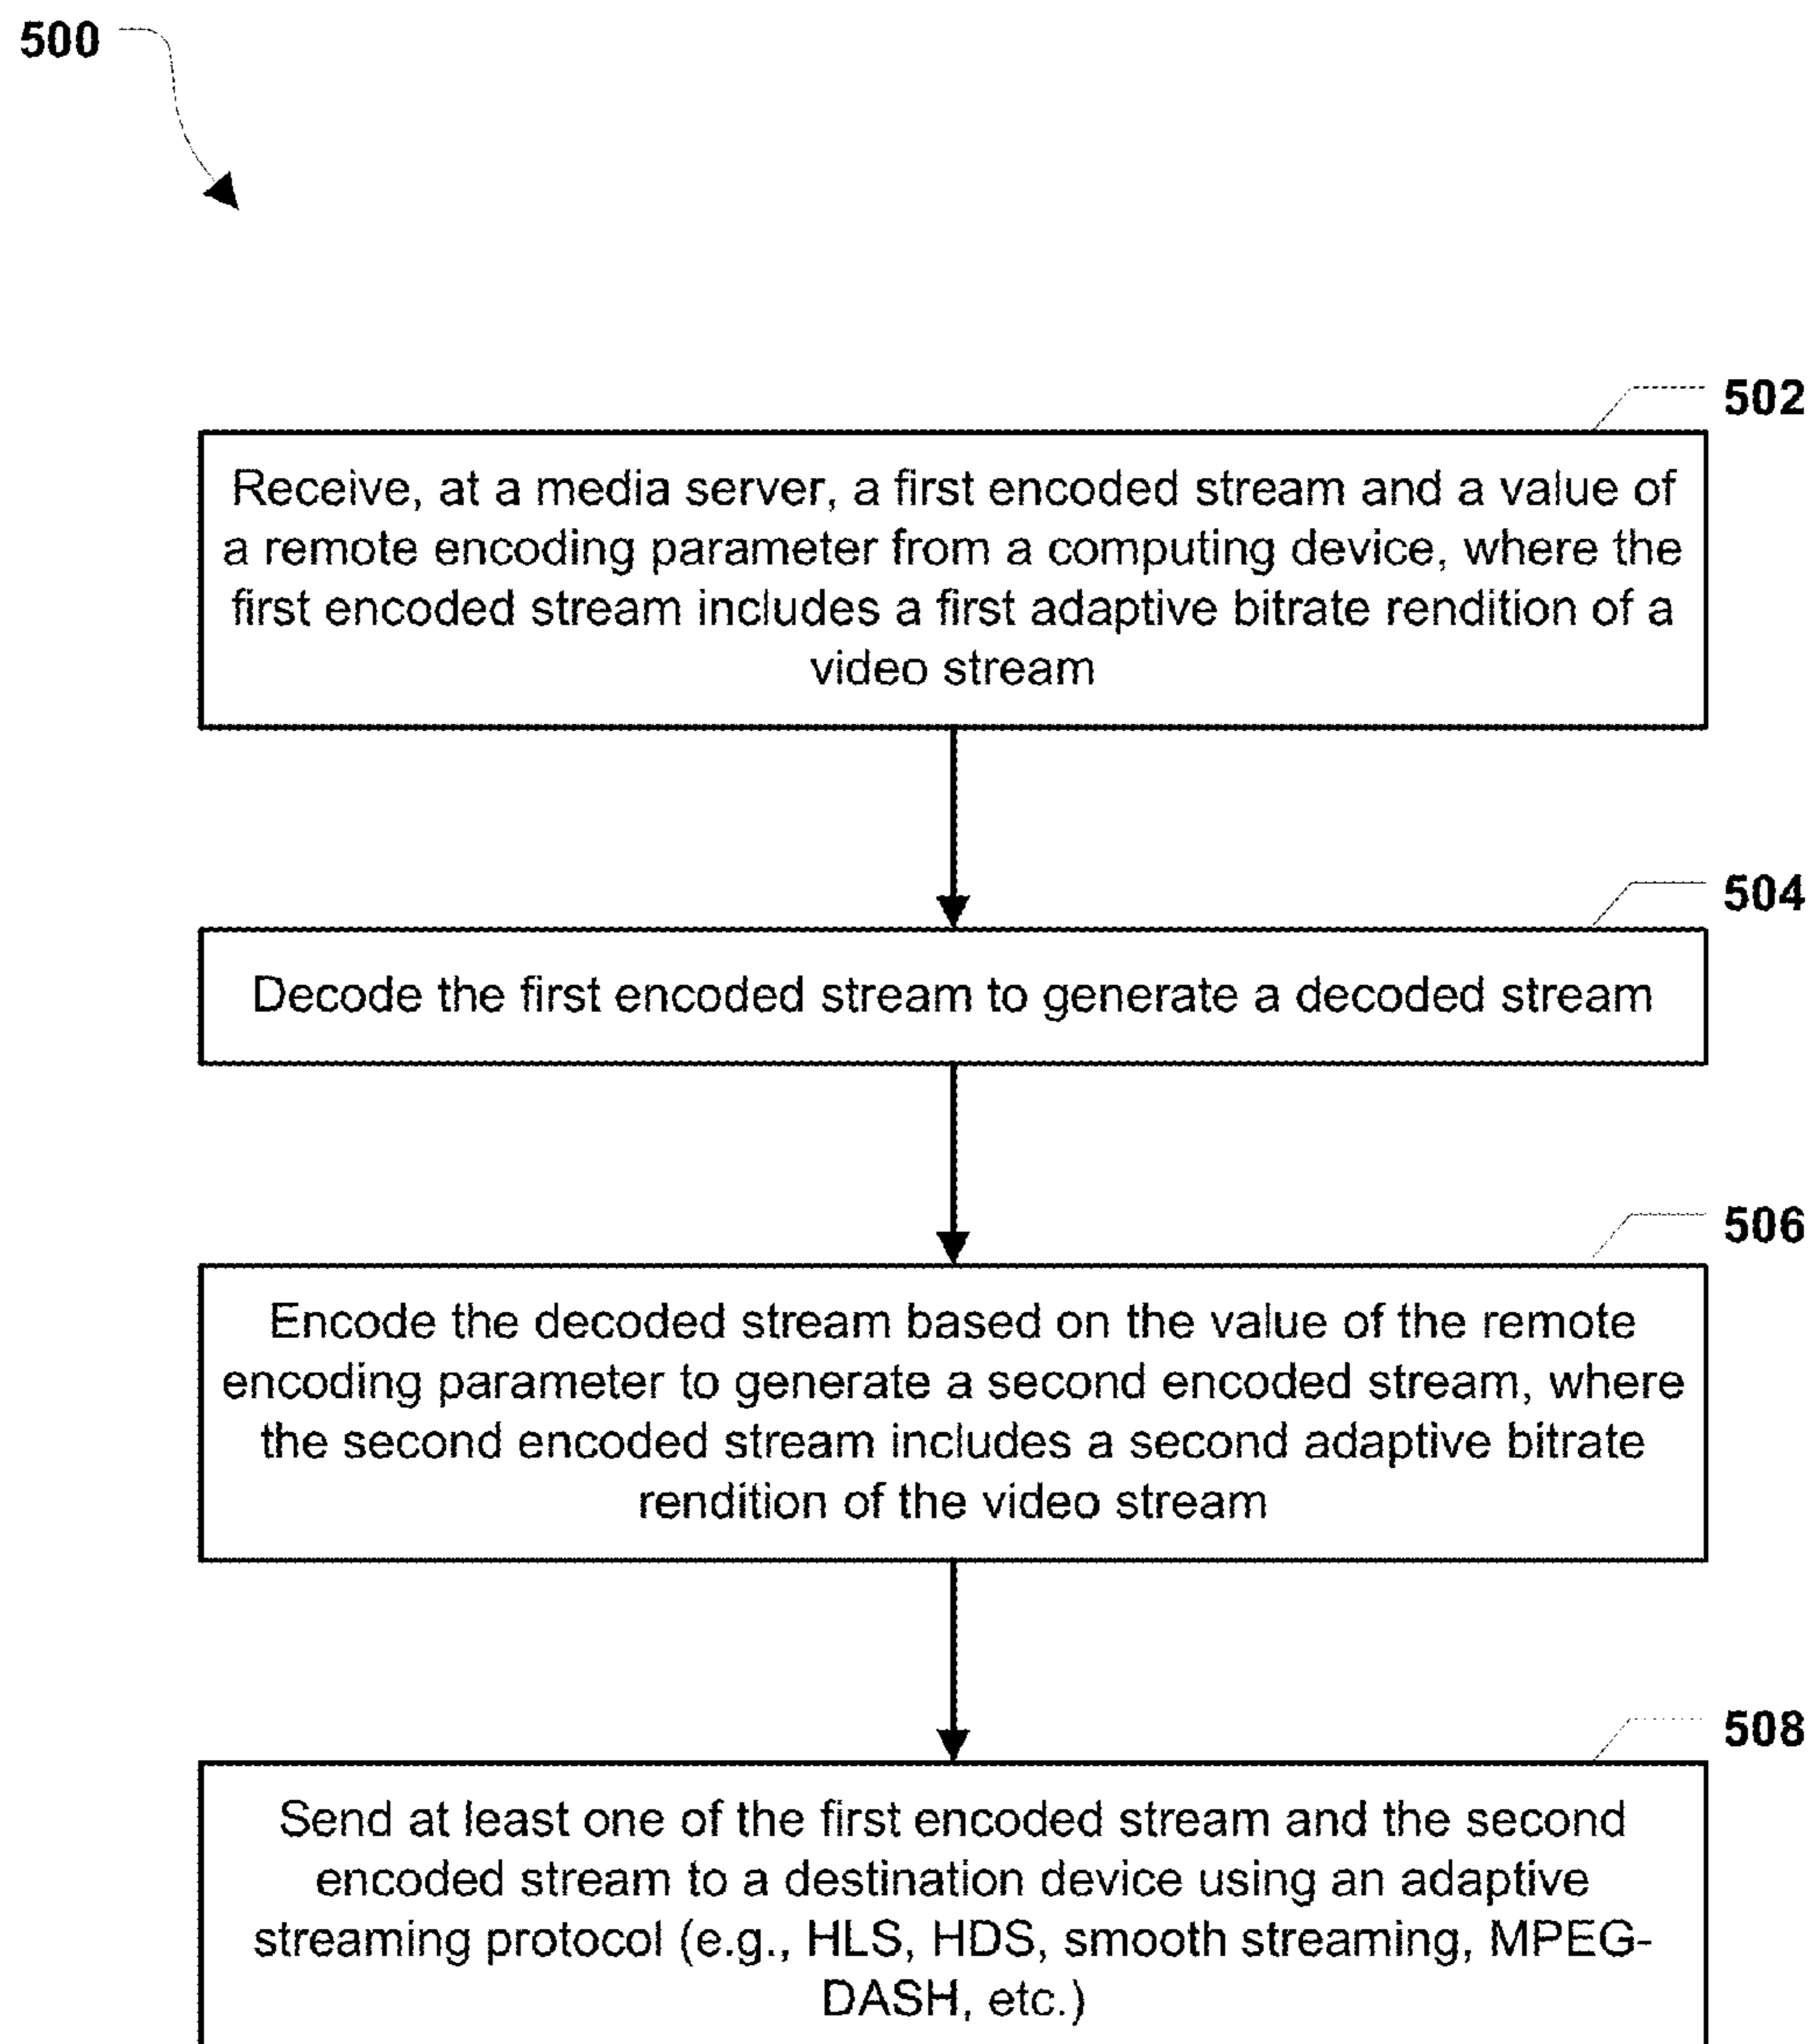 500
502
Receive, at a media server, a first encoded stream and a value of
a remote encoding parameter from a computing device, where the
first encoded stream includes a first adaptive bitrate rendition of a
video stream
504
Decode the first encoded stream to generate a decoded stream
506
Encode the decoded stream based on the value of the remote
encoding parameter to generate a second encoded stream, where
the second encoded stream includes a second adaptive bitrate
rendition of the video stream
508
Send at least one of the first encoded stream and the second
encoded stream to a destination device using an adaptive
streaming protocol (e.g., HLS, HDS, smooth streaming, MPEG-
DASH, etc.)